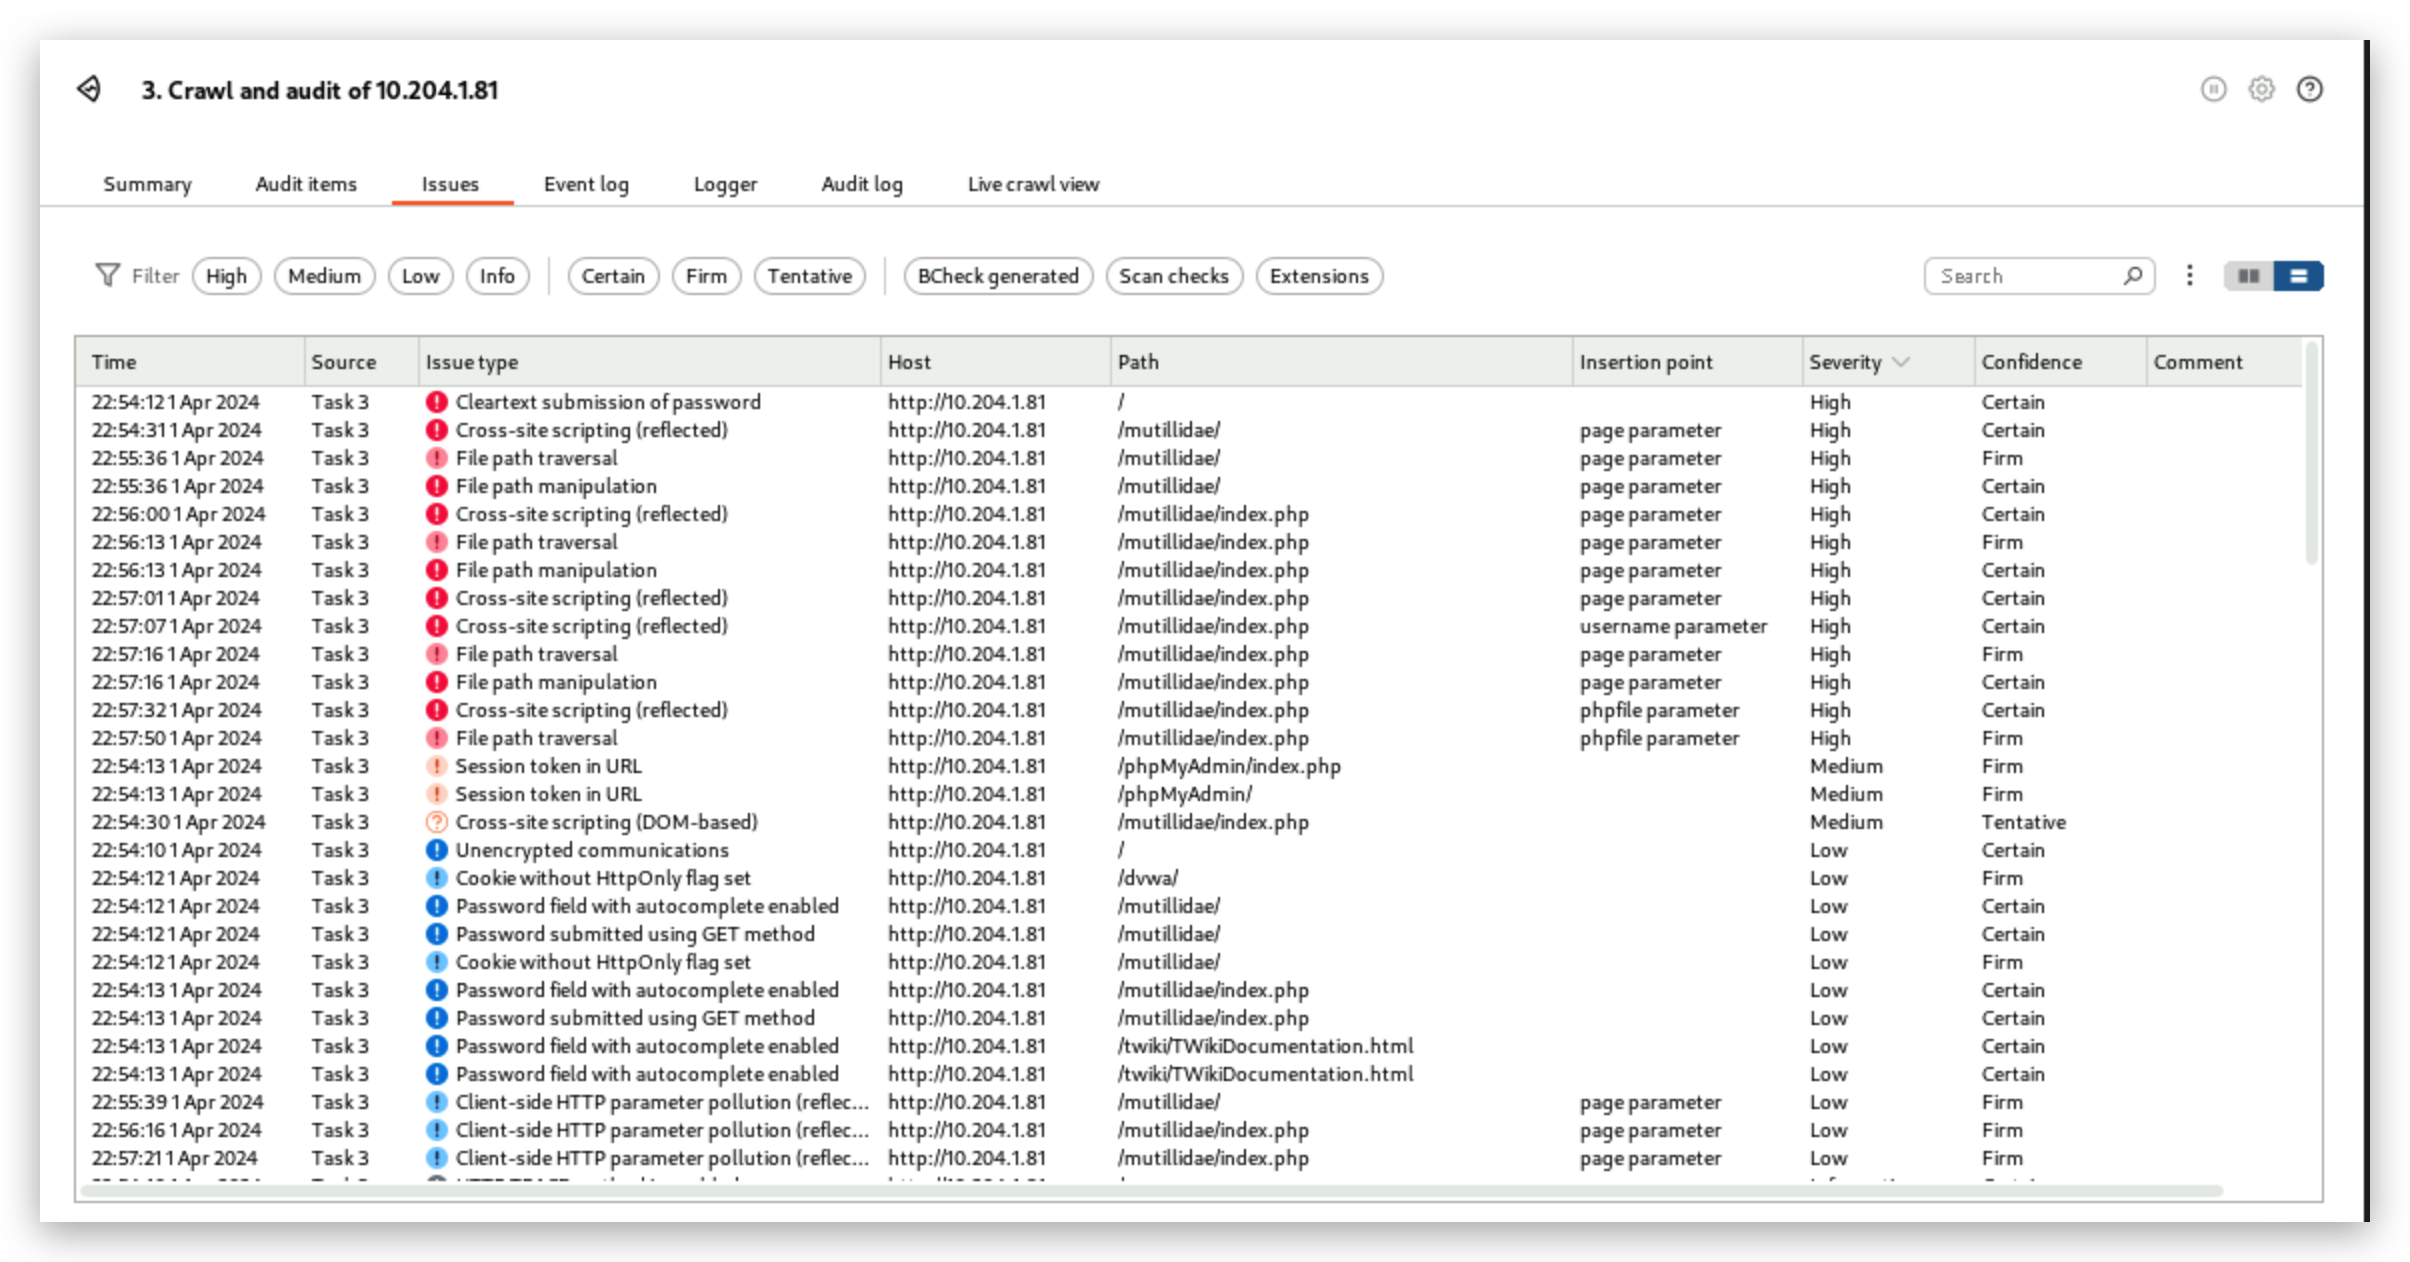 3. Crawl and audit of 10.204.1.81
Summary Audit items Issues Event log Logger Audit log Live crawl view
Filter High Medium Low Info Certain Firm Tentative BCheck generated Scan checks Extensions Search
Time Source Issue type Host Path Insertion point Severity Confidence Comment
22:54:12 1 Apr 2024 Task 3 Cleartext submission of password http://10.204.1.81 / High Certain
22:54:31 1 Apr 2024 Task 3 Cross-site scripting (reflected) http://10.204.1.81 /mutillidae/ page parameter High Certain
22:55:36 1 Apr 2024 Task 3 File path traversal http://10.204.1.81 /mutillidae/ page parameter High Firm
22:55:36 1 Apr 2024 Task 3 File path manipulation http://10.204.1.81 /mutillidae/ page parameter High Certain
22:56:00 1 Apr 2024 Task 3 Cross-site scripting (reflected) http://10.204.1.81 /mutillidae/index.php page parameter High Certain
22:56:13 1 Apr 2024 Task 3 File path traversal http://10.204.1.81 /mutillidae/index.php page parameter High Firm
22:56:13 1 Apr 2024 Task 3 File path manipulation http://10.204.1.81 /mutillidae/index.php page parameter High Certain
22:57:01 1 Apr 2024 Task 3 Cross-site scripting (reflected) http://10.204.1.81 /mutillidae/index.php page parameter High Certain
22:57:07 1 Apr 2024 Task 3 Cross-site scripting (reflected) http://10.204.1.81 /mutillidae/index.php username parameter High Certain
22:57:16 1 Apr 2024 Task 3 File path traversal http://10.204.1.81 /mutillidae/index.php page parameter High Firm
22:57:16 1 Apr 2024 Task 3 File path manipulation http://10.204.1.81 /mutillidae/index.php page parameter High Certain
22:57:32 1 Apr 2024 Task 3 Cross-site scripting (reflected) http://10.204.1.81 /mutillidae/index.php phpfile parameter High Certain
22:57:50 1 Apr 2024 Task 3 File path traversal http://10.204.1.81 /mutillidae/index.php phpfile parameter High Firm
22:54:13 1 Apr 2024 Task 3 Session token in URL http://10.204.1.81 /phpMyAdmin/index.php Medium Firm
22:54:13 1 Apr 2024 Task 3 Session token in URL http://10.204.1.81 /phpMyAdmin/ Medium Firm
22:54:30 1 Apr 2024 Task 3 Cross-site scripting (DOM-based) http://10.204.1.81 /mutillidae/index.php Medium Tentative
22:54:10 1 Apr 2024 Task 3 Unencrypted communications http://10.204.1.81 / Low Certain
22:54:12 1 Apr 2024 Task 3 Cookie without HttpOnly flag set http://10.204.1.81 /dvwa/ Low Firm
22:54:12 1 Apr 2024 Task 3 Password field with autocomplete enabled http://10.204.1.81 /mutillidae/ Low Certain
22:54:12 1 Apr 2024 Task 3 Password submitted using GET method http://10.204.1.81 /mutillidae/ Low Certain
22:54:12 1 Apr 2024 Task 3 Cookie without HttpOnly flag set http://10.204.1.81 /mutillidae/ Low Firm
22:54:13 1 Apr 2024 Task 3 Password field with autocomplete enabled http://10.204.1.81 /mutillidae/index.php Low Certain
22:54:13 1 Apr 2024 Task 3 Password submitted using GET method http://10.204.1.81 /mutillidae/index.php Low Certain
22:54:13 1 Apr 2024 Task 3 Password field with autocomplete enabled http://10.204.1.81 /twiki/TWikiDocumentation.html Low Certain
22:54:13 1 Apr 2024 Task 3 Password field with autocomplete enabled http://10.204.1.81 /twiki/TWikiDocumentation.html Low Certain
22:55:39 1 Apr 2024 Task 3 Client-side HTTP parameter pollution (reflec... http://10.204.1.81 /mutillidae/ page parameter Low Firm
22:56:16 1 Apr 2024 Task 3 Client-side HTTP parameter pollution (reflec... http://10.204.1.81 /mutillidae/index.php page parameter Low Firm
22:57:21 1 Apr 2024 Task 3 Client-side HTTP parameter pollution (reflec... http://10.204.1.81 /mutillidae/index.php page parameter Low Firm